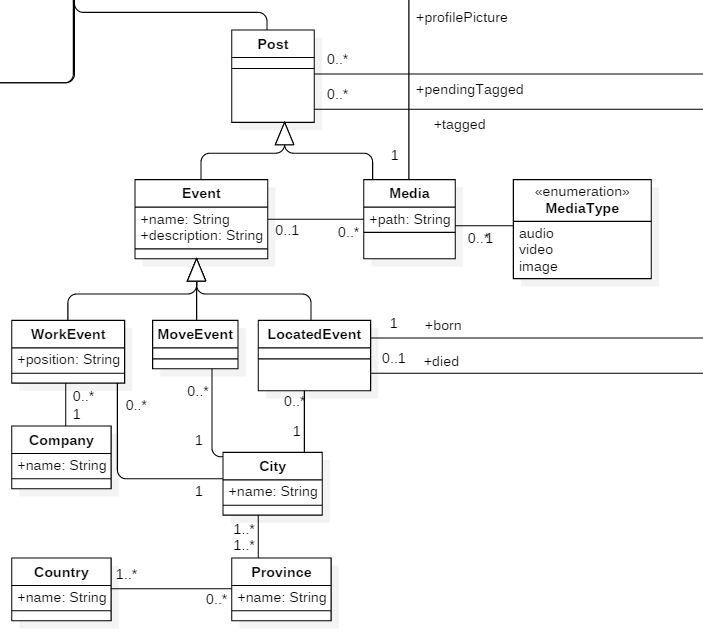 +profilePicture
Post
0..*
+pendingTagged
0..*
+tagged
1
Event
+name: String
+description: String
0..1
0..*
Media
+path: String
0..*
1
«enumeration»
MediaType
audio
video
image
WorkEvent
+position: String
MoveEvent
LocatedEvent
1
+born
0..1
+died
0..*
1
0..*
0..*
1
0..*
1
1
Company
+name: String
City
+name: String
1..*
1..*
Country
+name: String
1..*
0..*
Province
+name: String